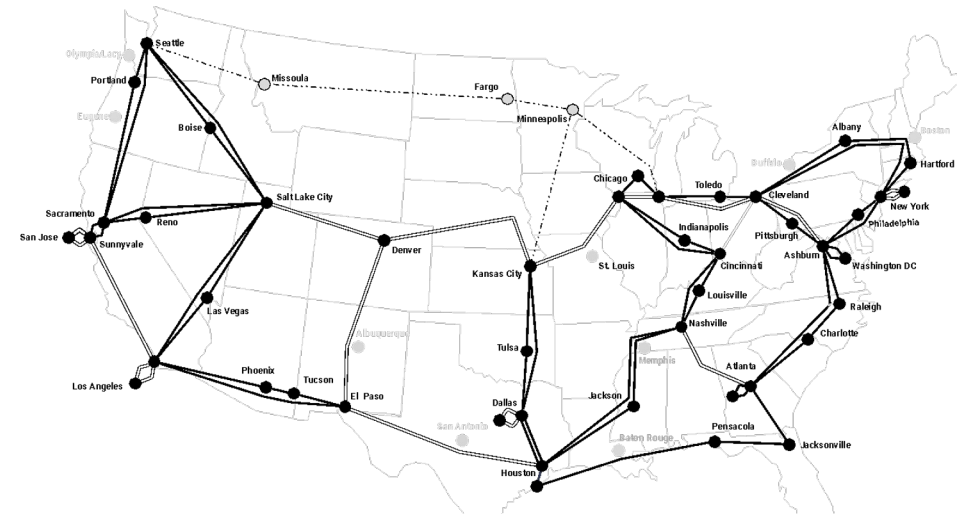 Seattle
Olympia/Lacey
Missoula
Portland
Fargo
Minneapolis
Eugene
Boise
Albany
Boston
Buffalo
Hartford
Chicago
Toledo
Cleveland
Salt Lake City
New York
Sacramento
Reno
Philadelphia
San Jose
Sunnyvale
Indianapolis
Pittsburgh
Denver
Ashburn
Kansas City
St. Louis
Cincinnati
Washington DC
Louisville
Las Vegas
Raleigh
Nashville
Albuquerque
Charlotte
Tulsa
Memphis
Atlanta
Phoenix
Tucson
Los Angeles
El Paso
Dallas
Jackson
San Antonio
Pensacola
Baton Rouge
Jacksonville
Houston